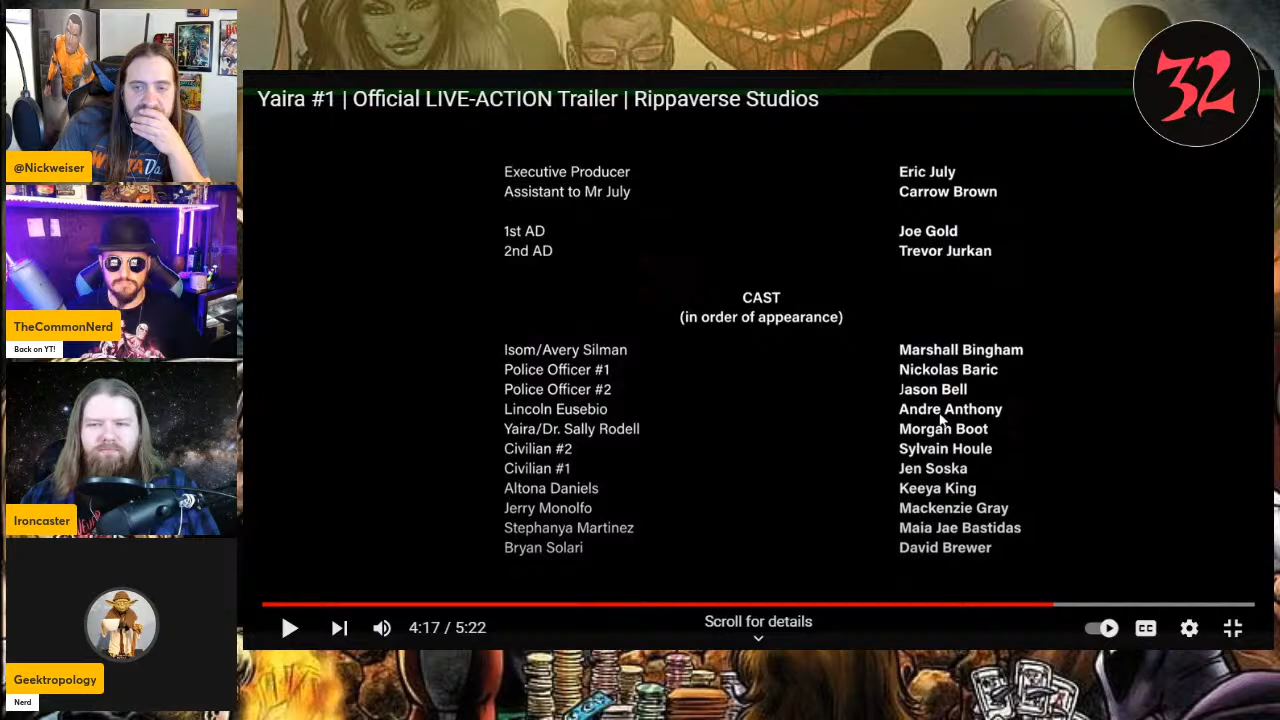 @Nickweiser
TheCommonNerd
Back on YT!
Ironcaster
Geektropology
Nerd
32
Yaira #1 | Official LIVE-ACTION Trailer | Rippaverse Studios
Executive Producer Eric July
Assistant to Mr July Carrow Brown
1st AD Joe Gold
2nd AD Trevor Jurkan
CAST
(in order of appearance)
Isom/Avery Silman Marshall Bingham
Police Officer #1 Nickolas Baric
Police Officer #2 Jason Bell
Lincoln Eusebio Andre Anthony
Yaira/Dr. Sally Rodell Morgan Boot
Civilian #2 Sylvain Houle
Civilian #1 Jen Soska
Altona Daniels Keeya King
Jerry Monolfo Mackenzie Gray
Stephanya Martinez Maia Jae Bastidas
Bryan Solari David Brewer
4:17 / 5:22
Scroll for details
CC